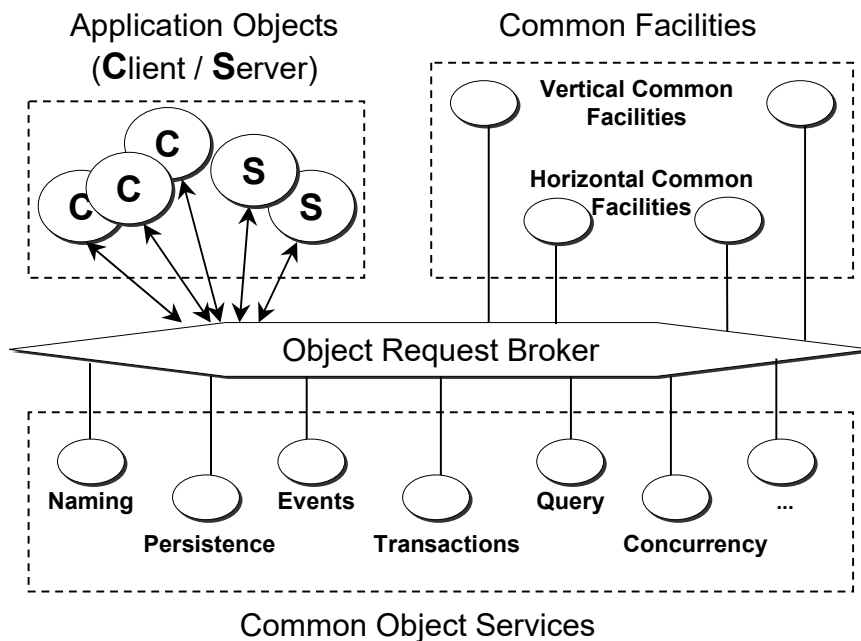 Application Objects
(Client / Server)
Common Facilities
Vertical Common
Facilities
C
C
C
S
S
Horizontal Common
Facilities
Object Request Broker
Naming
Events
Query
...
Persistence
Transactions
Concurrency
Common Object Services